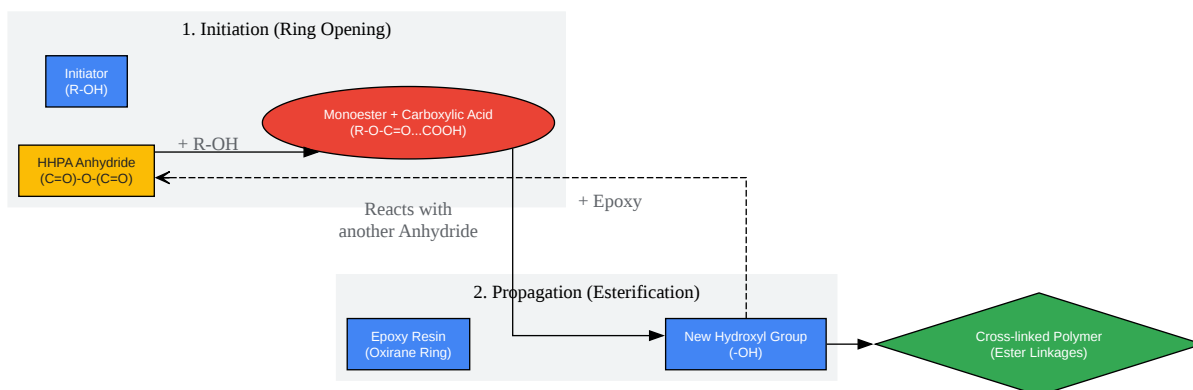 1. Initiation (Ring Opening)
Initiator
(R-OH)
Monoester + Carboxylic Acid
(R-O-C=O...COOH)
+ R-OH
HHPA Anhydride
(C=O)-O-(C=O)
Reacts with
another Anhydride
+ Epoxy
2. Propagation (Esterification)
Epoxy Resin
(Oxirane Ring)
New Hydroxyl Group
(-OH)
Cross-linked Polymer
(Ester Linkages)